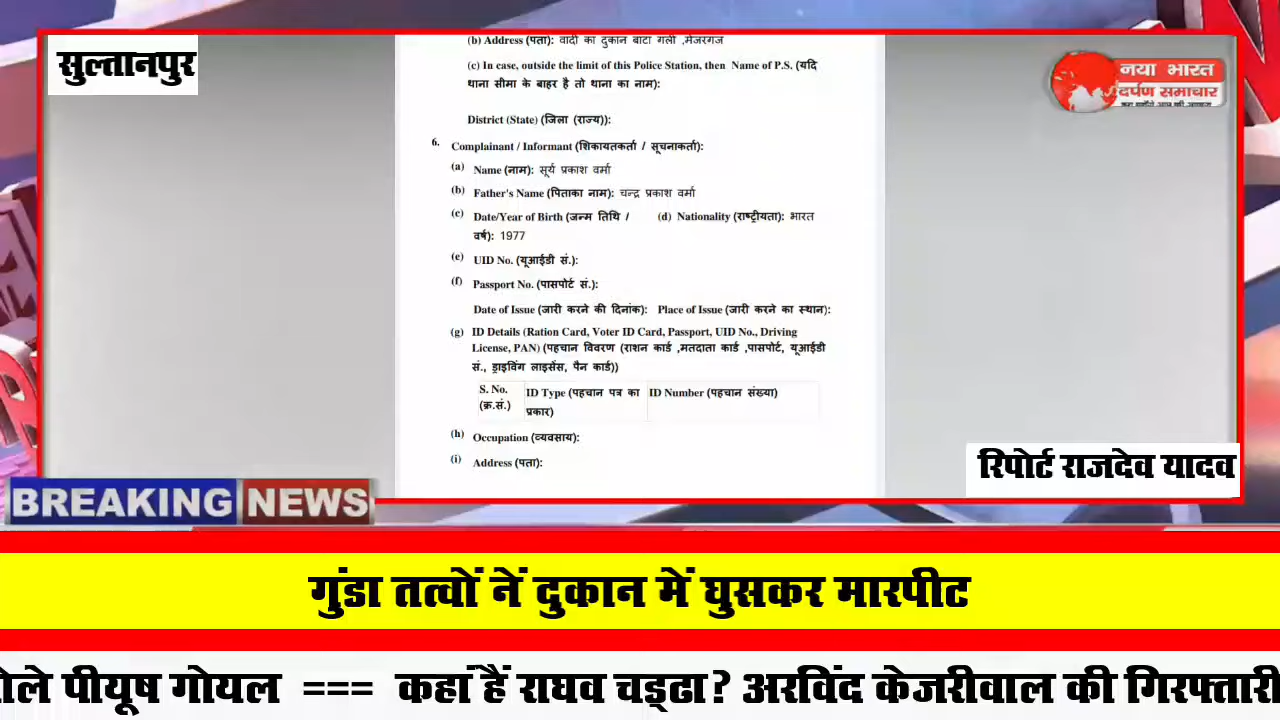 सुल्तानपुर
(b) Address (पता): वादी का दुकान बाटा गली ,मेजरगंज
(c) In case, outside the limit of this Police Station, then Name of P.S. (यदि
थाना सीमा के बाहर है तो थाना का नाम):
District (State) (जिला (राज्य)):
6. Complainant / Informant (शिकायतकर्ता / सूचनाकर्ता):
(a) Name (नाम): सूर्य प्रकाश वर्मा
(b) Father's Name (पिताका नाम): चन्द्र प्रकाश वर्मा
(c) Date/Year of Birth (जन्म तिथि / (d) Nationality (राष्ट्रीयता): भारत
वर्ष): 1977
(e) UID No. (यूआईडी सं.):
(f) Passport No. (पासपोर्ट सं.):
Date of Issue (जारी करने की दिनांक): Place of Issue (जारी करने का स्थान):
(g) ID Details (Ration Card, Voter ID Card, Passport, UID No., Driving
License, PAN) (पहचान विवरण (राशन कार्ड ,मतदाता कार्ड ,पासपोर्ट, यूआईडी
सं., ड्राइविंग लाइसेंस, पैन कार्ड))
S. No. ID Type (पहचान पत्र का ID Number (पहचान संख्या)
(क्र.सं.) प्रकार)
(h) Occupation (व्यवसाय):
(i) Address (पता):
नया भारत
दर्पण समाचार
रिपोर्ट राजदेव यादव
BREAKING NEWS
गुंडा तत्वों नें दुकान में घुसकर मारपीट
पीयूष गोयल === कहां हैं राघव चड्ढा? अरविंद केजरीवाल की गिरफ्तारी